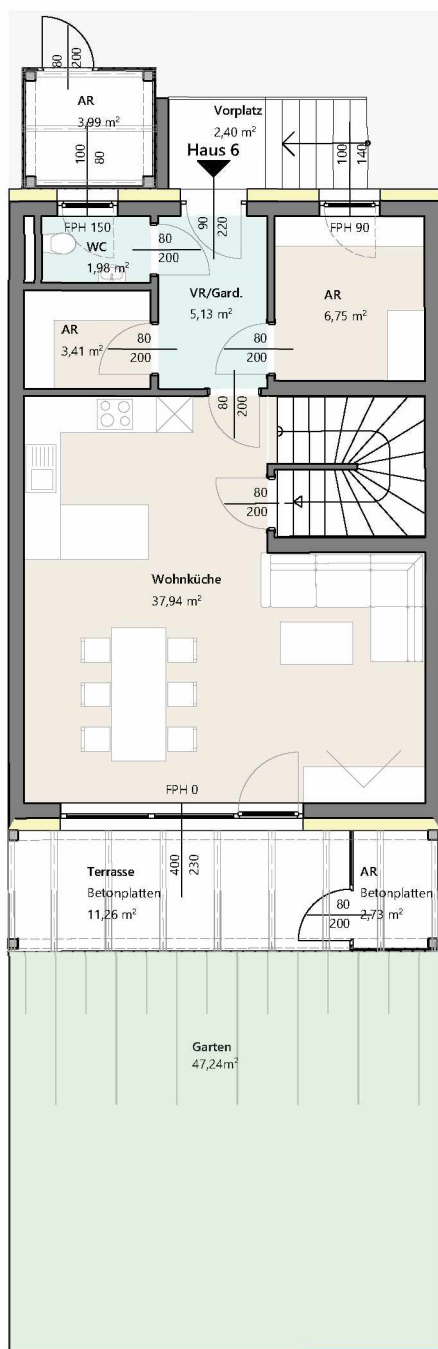 80
200
AR
3,99 m²
Vorplatz
2,40 m²
100
80
Haus 6
100
140
FPH 150
WC
1,98 m²
80
200
90
220
FPH 90
VR/Gard.
5,13 m²
AR
6,75 m²
AR
3,41 m²
80
200
80
200
80
200
80
200
Wohnküche
37,94 m²
FPH 0
Terrasse
Betonplatten
11,26 m²
400
230
AR
Betonplatten
2,73 m²
80
200
Garten
47,24m²